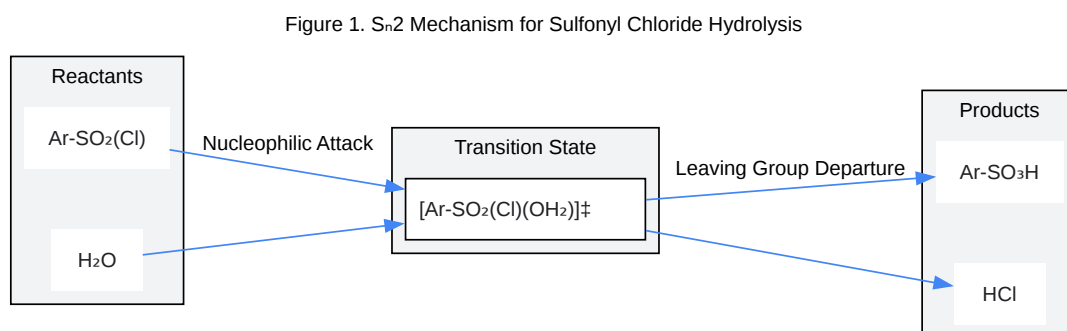 Figure 1. Sₙ2 Mechanism for Sulfonyl Chloride Hydrolysis
Reactants
Ar-SO₂(Cl)
H₂O
Nucleophilic Attack
Transition State
[Ar-SO₂(Cl)(OH₂)]‡
Leaving Group Departure
Products
Ar-SO₃H
HCl